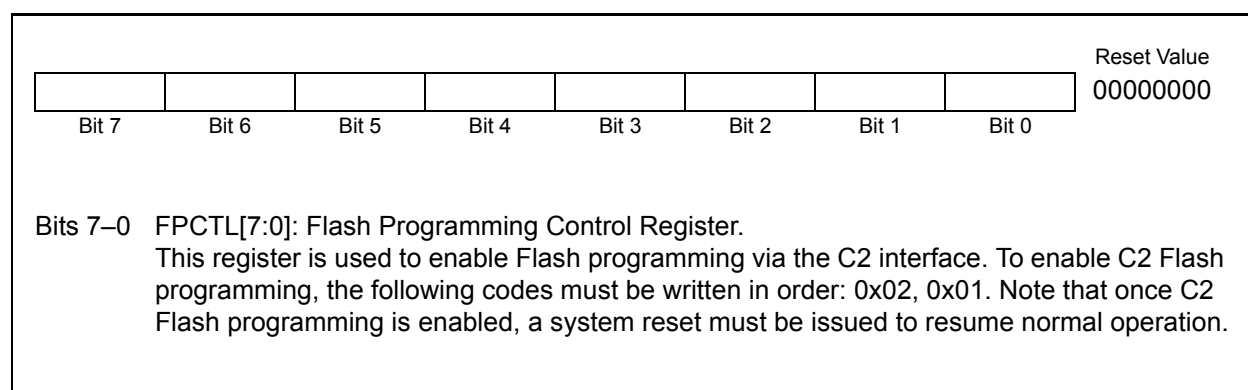 Reset Value
00000000
Bit 7 Bit 6 Bit 5 Bit 4 Bit 3 Bit 2 Bit 1 Bit 0
Bits 7–0 FPCTL[7:0]: Flash Programming Control Register.
This register is used to enable Flash programming via the C2 interface. To enable C2 Flash
programming, the following codes must be written in order: 0x02, 0x01. Note that once C2
Flash programming is enabled, a system reset must be issued to resume normal operation.